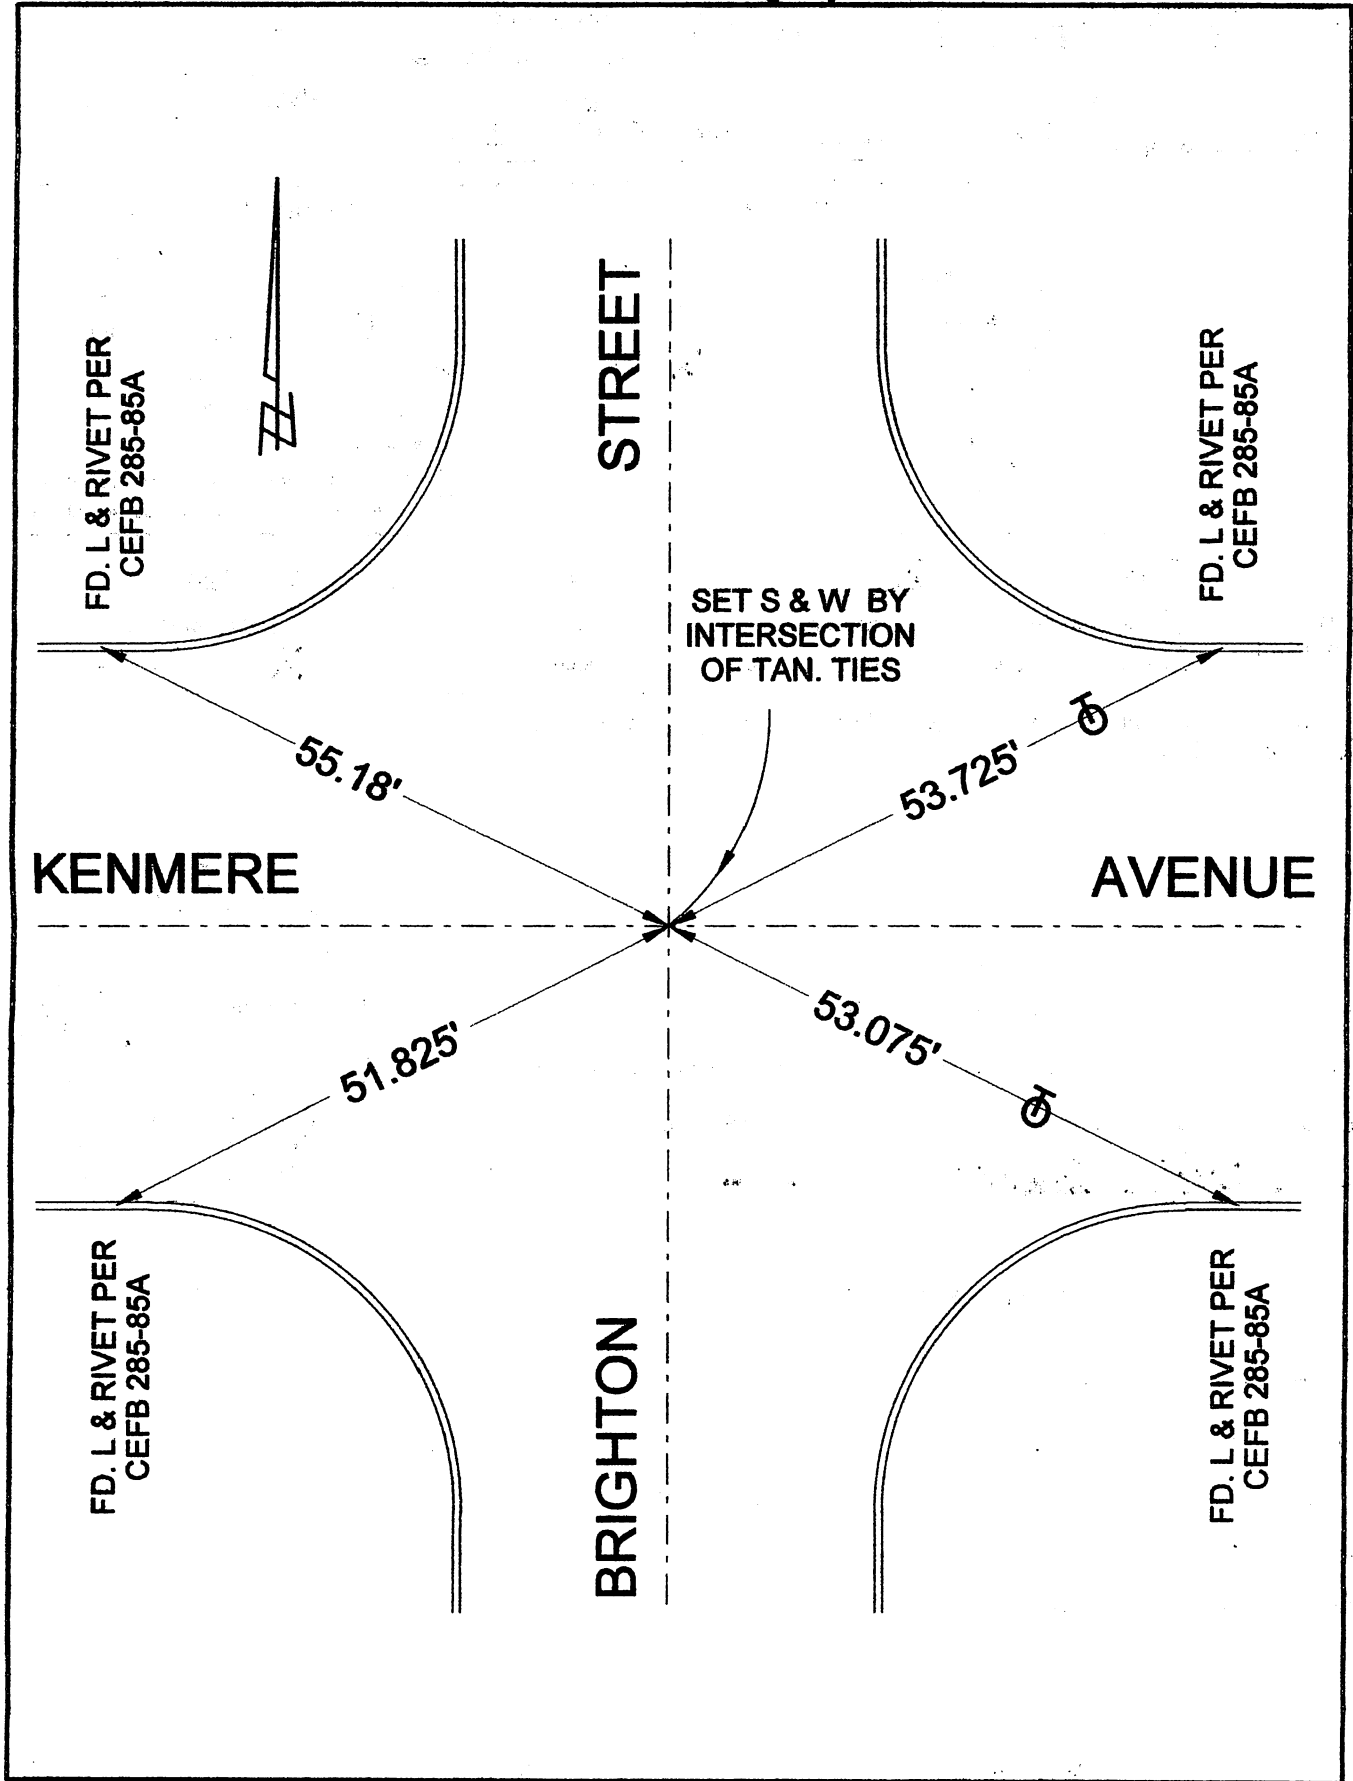 FD. L & RIVET PER
CEFB 285-85A
STREET
FD. L & RIVET PER
CEFB 285-85A
SET S & W BY
INTERSECTION
OF TAN. TIES
55.18'
53.725'
KENMERE
AVENUE
51.825'
53.075'
FD. L & RIVET PER
CEFB 285-85A
BRIGHTON
FD. L & RIVET PER
CEFB 285-85A